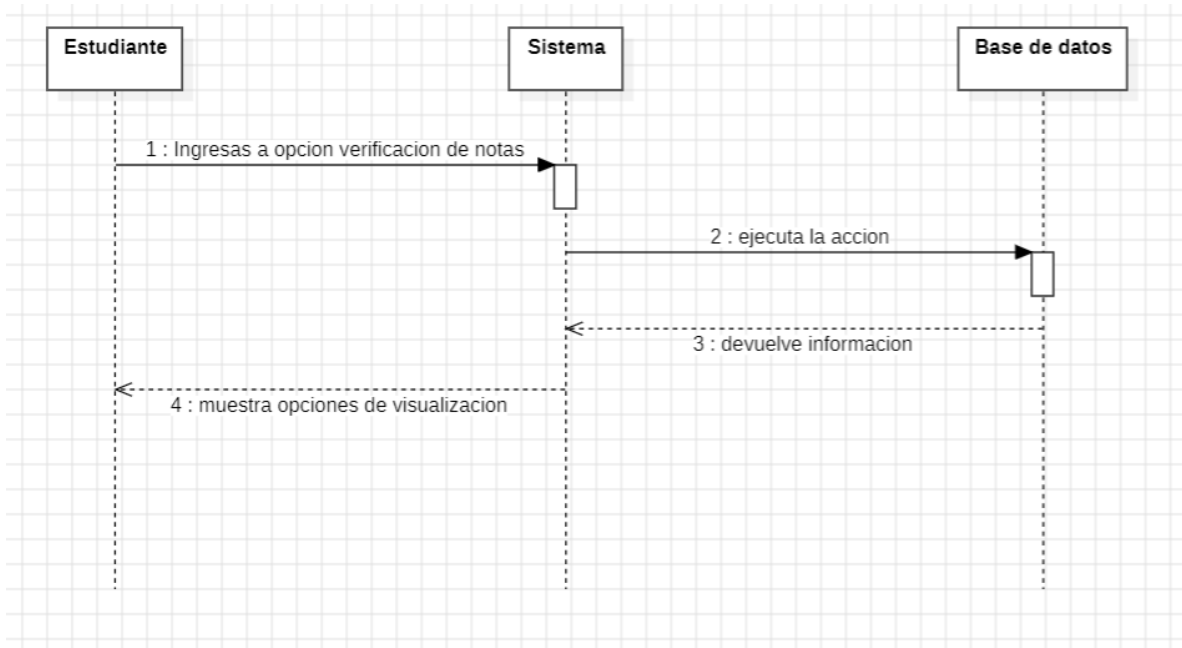 Estudiante
Sistema
Base de datos
1 : Ingresas a opcion verificacion de notas
2 : ejecuta la accion
3 : devuelve informacion
4 : muestra opciones de visualizacion